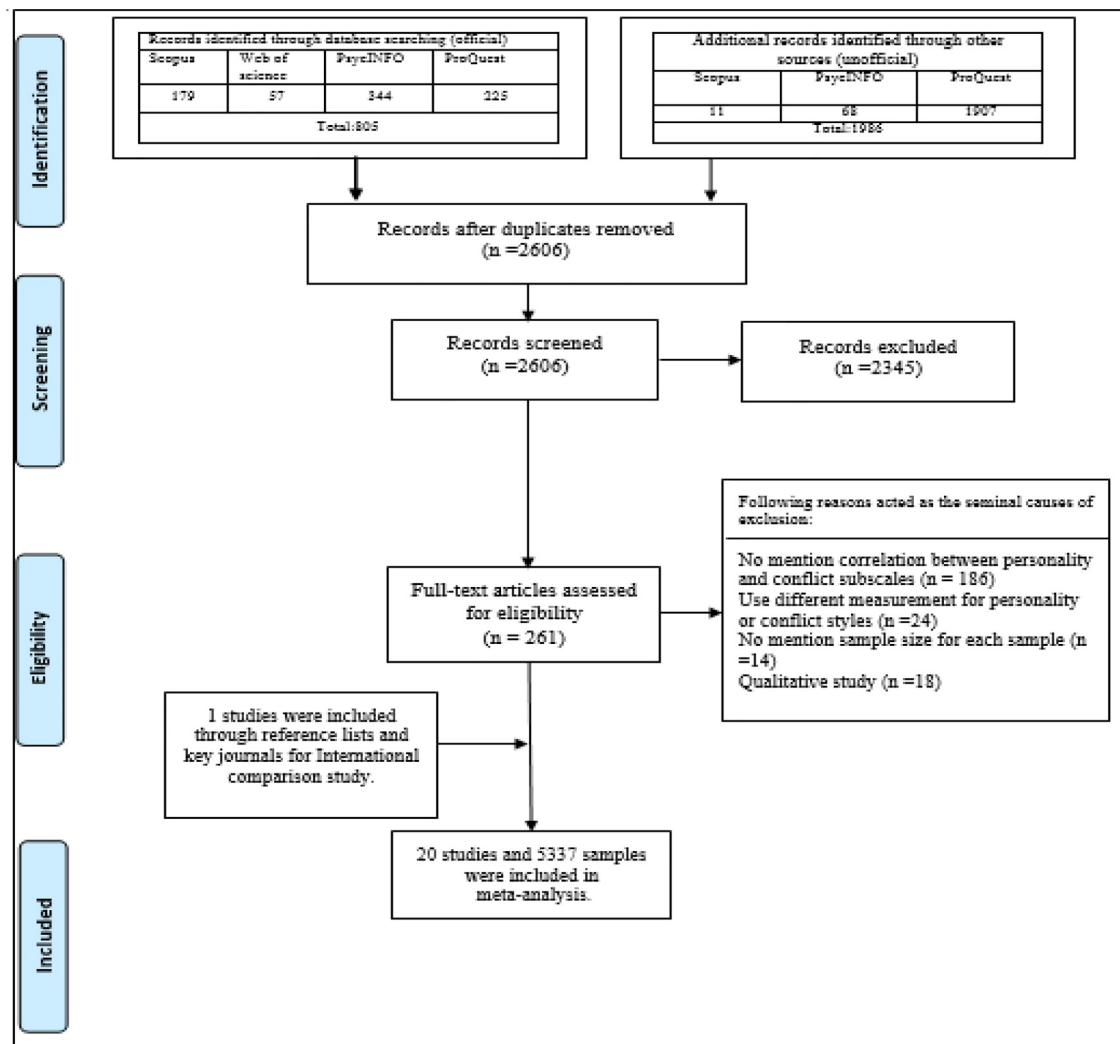 Identification
Records identified through database searching (official)
Scopus Web of PsycINFO ProQuest
science
179 57 344 225
Total:805
Additional records identified through other
sources (unofficial)
Scopus PsycINFO ProQuest
11 68 1907
Total:1986
Records after duplicates removed
(n =2606)
Screening
Records screened
(n =2606)
Records excluded
(n =2345)
Eligibility
Full-text articles assessed
for eligibility
(n = 261)
Following reasons acted as the seminal causes of
exclusion:
No mention correlation between personality
and conflict subscales (n = 186)
Use different measurement for personality
or conflict styles (n =24)
No mention sample size for each sample (n
=14)
Qualitative study (n =18)
1 studies were included
through reference lists and
key journals for International
comparison study.
Included
20 studies and 5337 samples
were included in
meta-analysis.